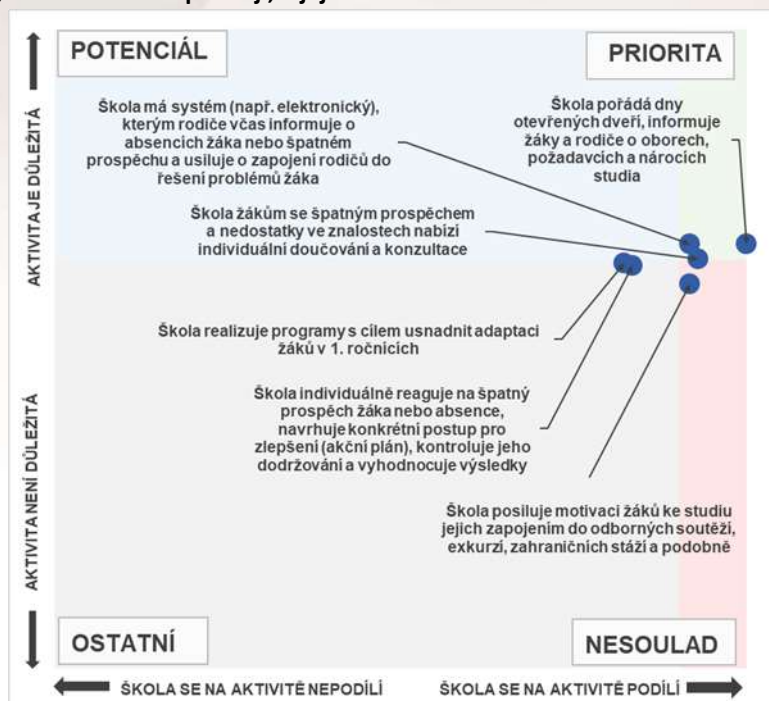 POTENCIÁL
PRIORITA
Škola má systém (např. elektronický),
kterým rodiče včas informuje o
absencích žáka nebo špatném
prospěchu a usiluje o zapojení rodičů do
řešení problémů žáka
Škola pořádá dny
otevřených dveří, informuje
žáky a rodiče o oborech,
požadavcích a nárocích
studia
Škola žákům se špatným prospěchem
a nedostatky ve znalostech nabízí
individuální doučování a konzultace
Škola realizuje programy s cílem usnadnit adaptaci
žáků v 1. ročnících
Škola individuálně reaguje na špatný
prospěch žáka nebo absence,
navrhuje konkrétní postup pro
zlepšení (akční plán), kontroluje jeho
dodržování a vyhodnocuje výsledky
Škola posiluje motivaci žáků ke studiu
jejich zapojením do odborných soutěží,
exkurzí, zahraničních stáží a podobně
OSTATNÍ
NESOULAD
AKTIVITA JE DŮLEŽITÁ
AKTIVITA NENÍ DŮLEŽITÁ
ŠKOLA SE NA AKTIVITĚ NEPODÍLÍ
ŠKOLA SE NA AKTIVITĚ PODÍLÍ